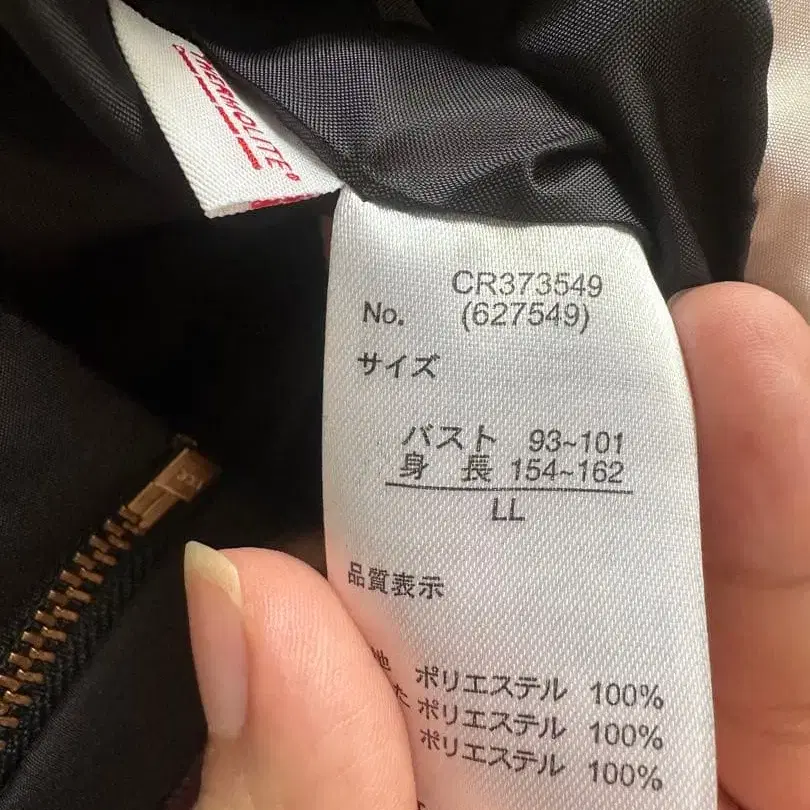 THERMOLITE®
CR373549
No. (627549)
サイズ
バスト 93~101
身 長 154~162
LL
品質表示
地 ポリエステル 100%
た ポリエステル 100%
ポリエステル 100%